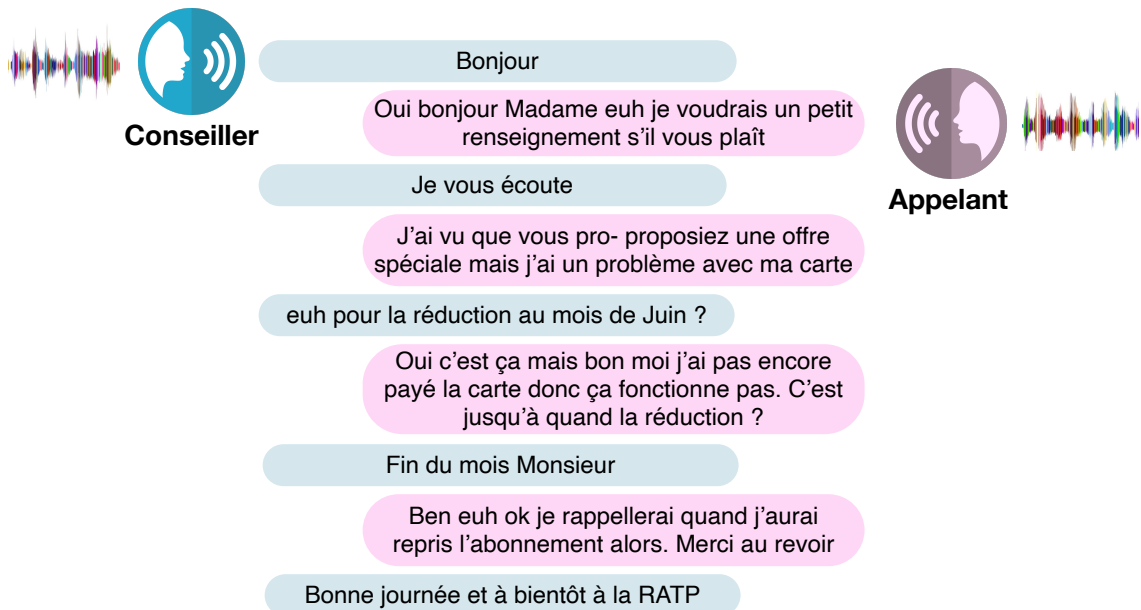 Conseiller
Bonjour
Oui bonjour Madame euh je voudrais un petit
renseignement s'il vous plaît
Appelant
Je vous écoute
J'ai vu que vous pro- proposiez une offre
spéciale mais j'ai un problème avec ma carte
euh pour la réduction au mois de Juin ?
Oui c'est ça mais bon moi j'ai pas encore
payé la carte donc ça fonctionne pas. C'est
jusqu'à quand la réduction ?
Fin du mois Monsieur
Ben euh ok je rappellerai quand j'aurai
repris l'abonnement alors. Merci au revoir
Bonne journée et à bientôt à la RATP